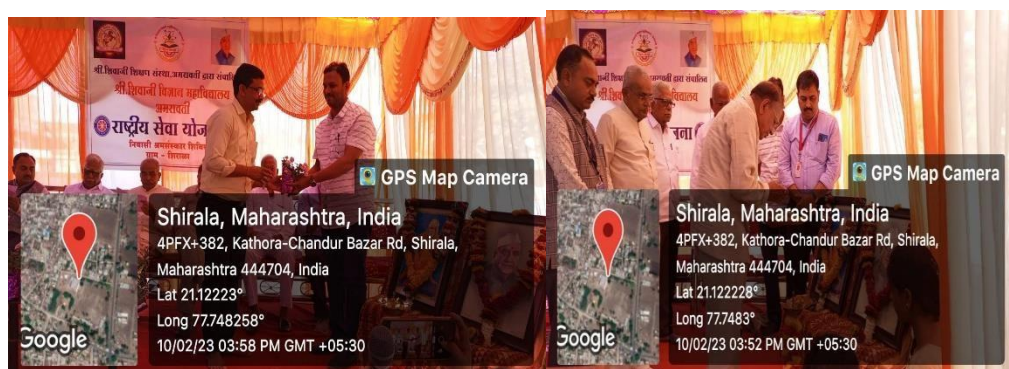 श्री.शिवाजी शिक्षण संस्था.अमरावती द्वारा संचालित
श्री.शिवाजी विज्ञान महाविद्यालय
अमरावती
राष्ट्रीय सेवा योज
निवासी श्रमसंस्कार शिबि
ग्राम - शिराळा
GPS Map Camera
Shirala, Maharashtra, India
4PFX+382, Kathora-Chandur Bazar Rd, Shirala,
Maharashtra 444704, India
Lat 21.12223°
Long 77.748258°
10/02/23 03:58 PM GMT +05:30
Google
द्वारा संचालित
श्री.शि
द्यालय
जना
GPS Map Camera
Shirala, Maharashtra, India
4PFX+382, Kathora-Chandur Bazar Rd, Shirala,
Maharashtra 444704, India
Lat 21.122228°
Long 77.7483°
10/02/23 03:52 PM GMT +05:30
Google